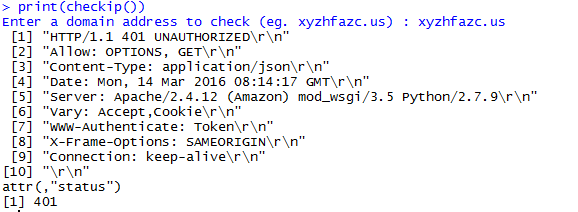 > print(checkip())
Enter a domain address to check (eg. xyzhfazc.us) : xyzhfazc.us
[1] "HTTP/1.1 401 UNAUTHORIZED\r\n"
[2] "Allow: OPTIONS, GET\r\n"
[3] "Content-Type: application/json\r\n"
[4] "Date: Mon, 14 Mar 2016 08:14:17 GMT\r\n"
[5] "Server: Apache/2.4.12 (Amazon) mod_wsgi/3.5 Python/2.7.9\r\n"
[6] "Vary: Accept,Cookie\r\n"
[7] "WWW-Authenticate: Token\r\n"
[8] "X-Frame-Options: SAMEORIGIN\r\n"
[9] "Connection: keep-alive\r\n"
[10] "\r\n"
attr(,"status")
[1] 401